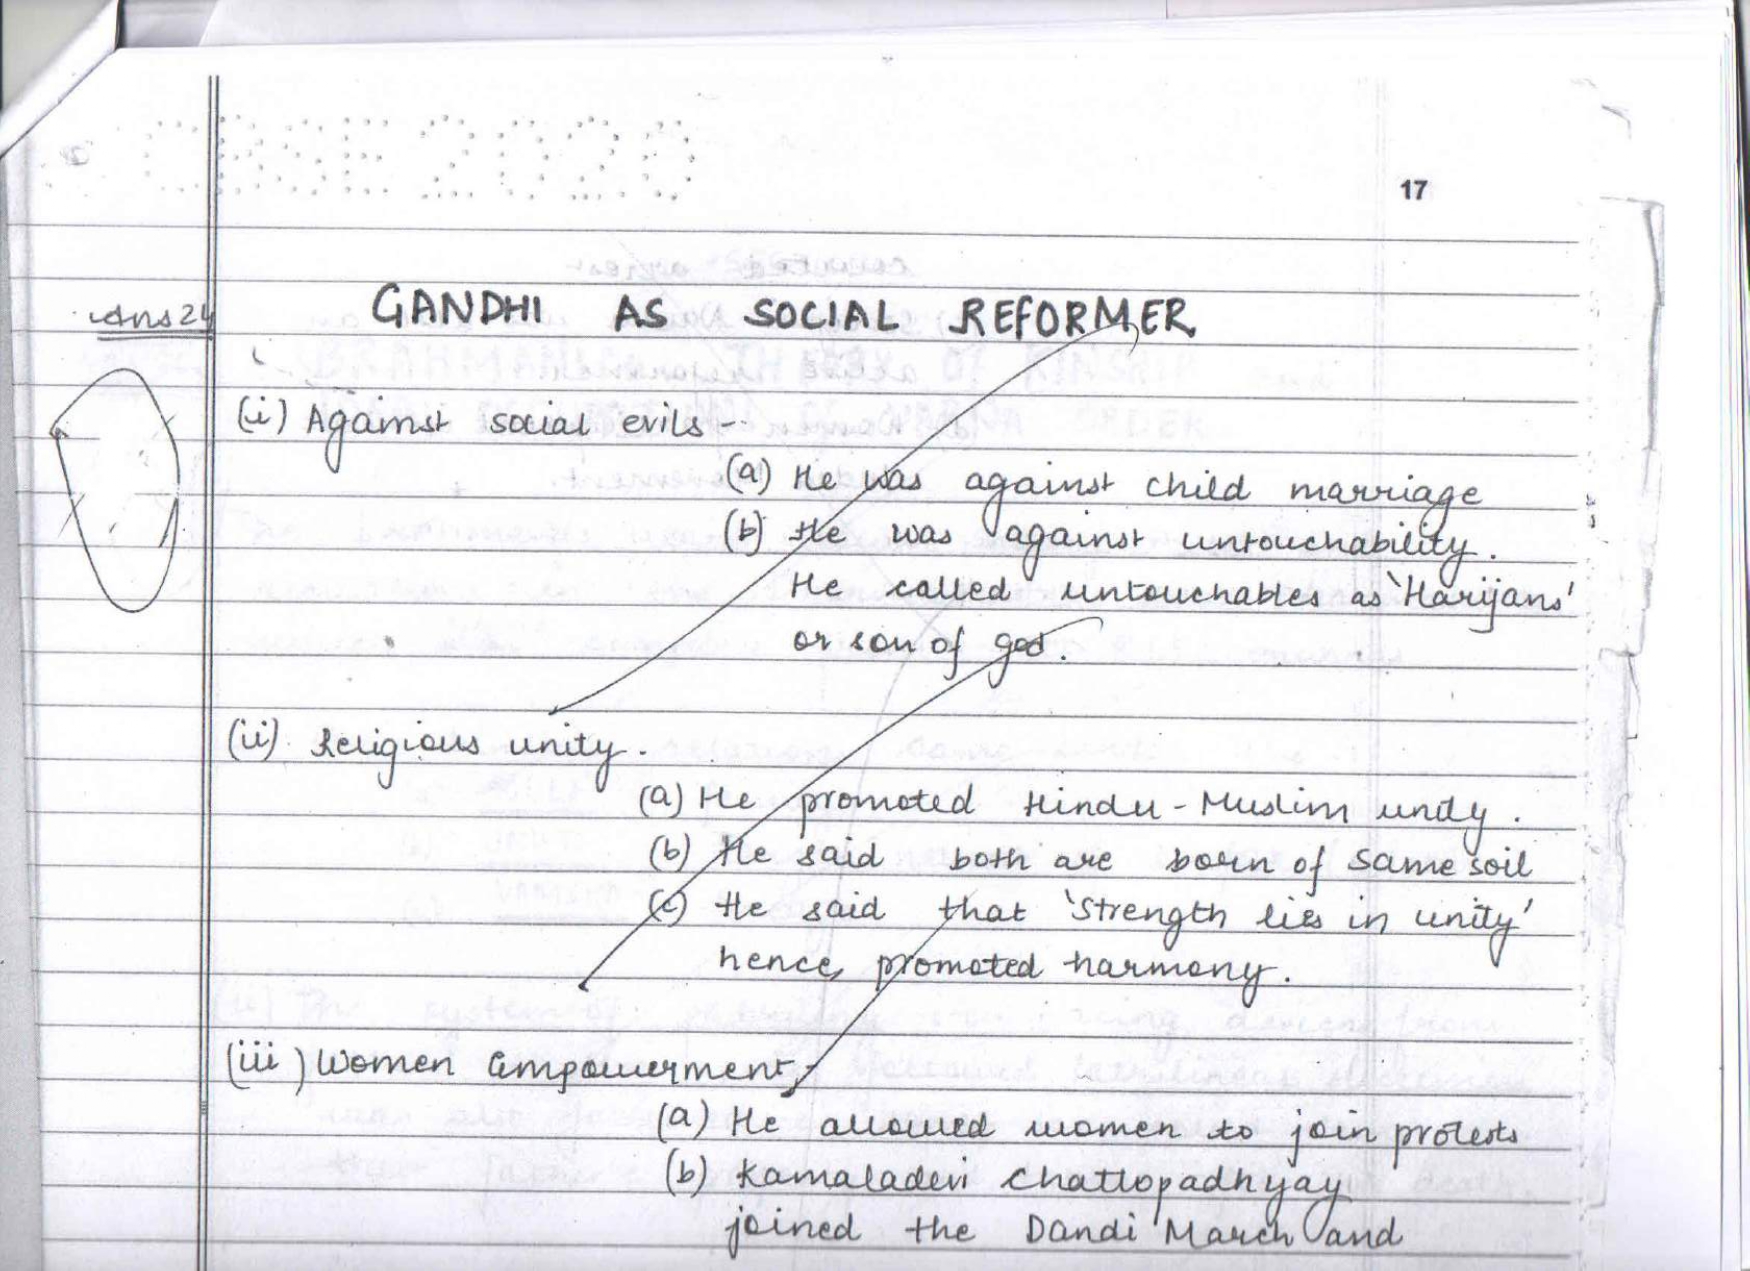 CBSE 2020
17
Ans 24 GANDHI AS SOCIAL REFORMER
(i) Against social evils -
(a) He was against child marriage
(b) He was against untouchability.
He called untouchables as 'Harijans'
or son of god.
(ii) Religious unity.
(a) He promoted Hindu - Muslim unity.
(b) He said both are born of same soil
(c) He said that 'strength lies in unity'
hence, promoted harmony.
(iii) Women Empowerment,
(a) He allowed women to join protests
(b) Kamaladevi Chattopadhyay
joined the Dandi March and